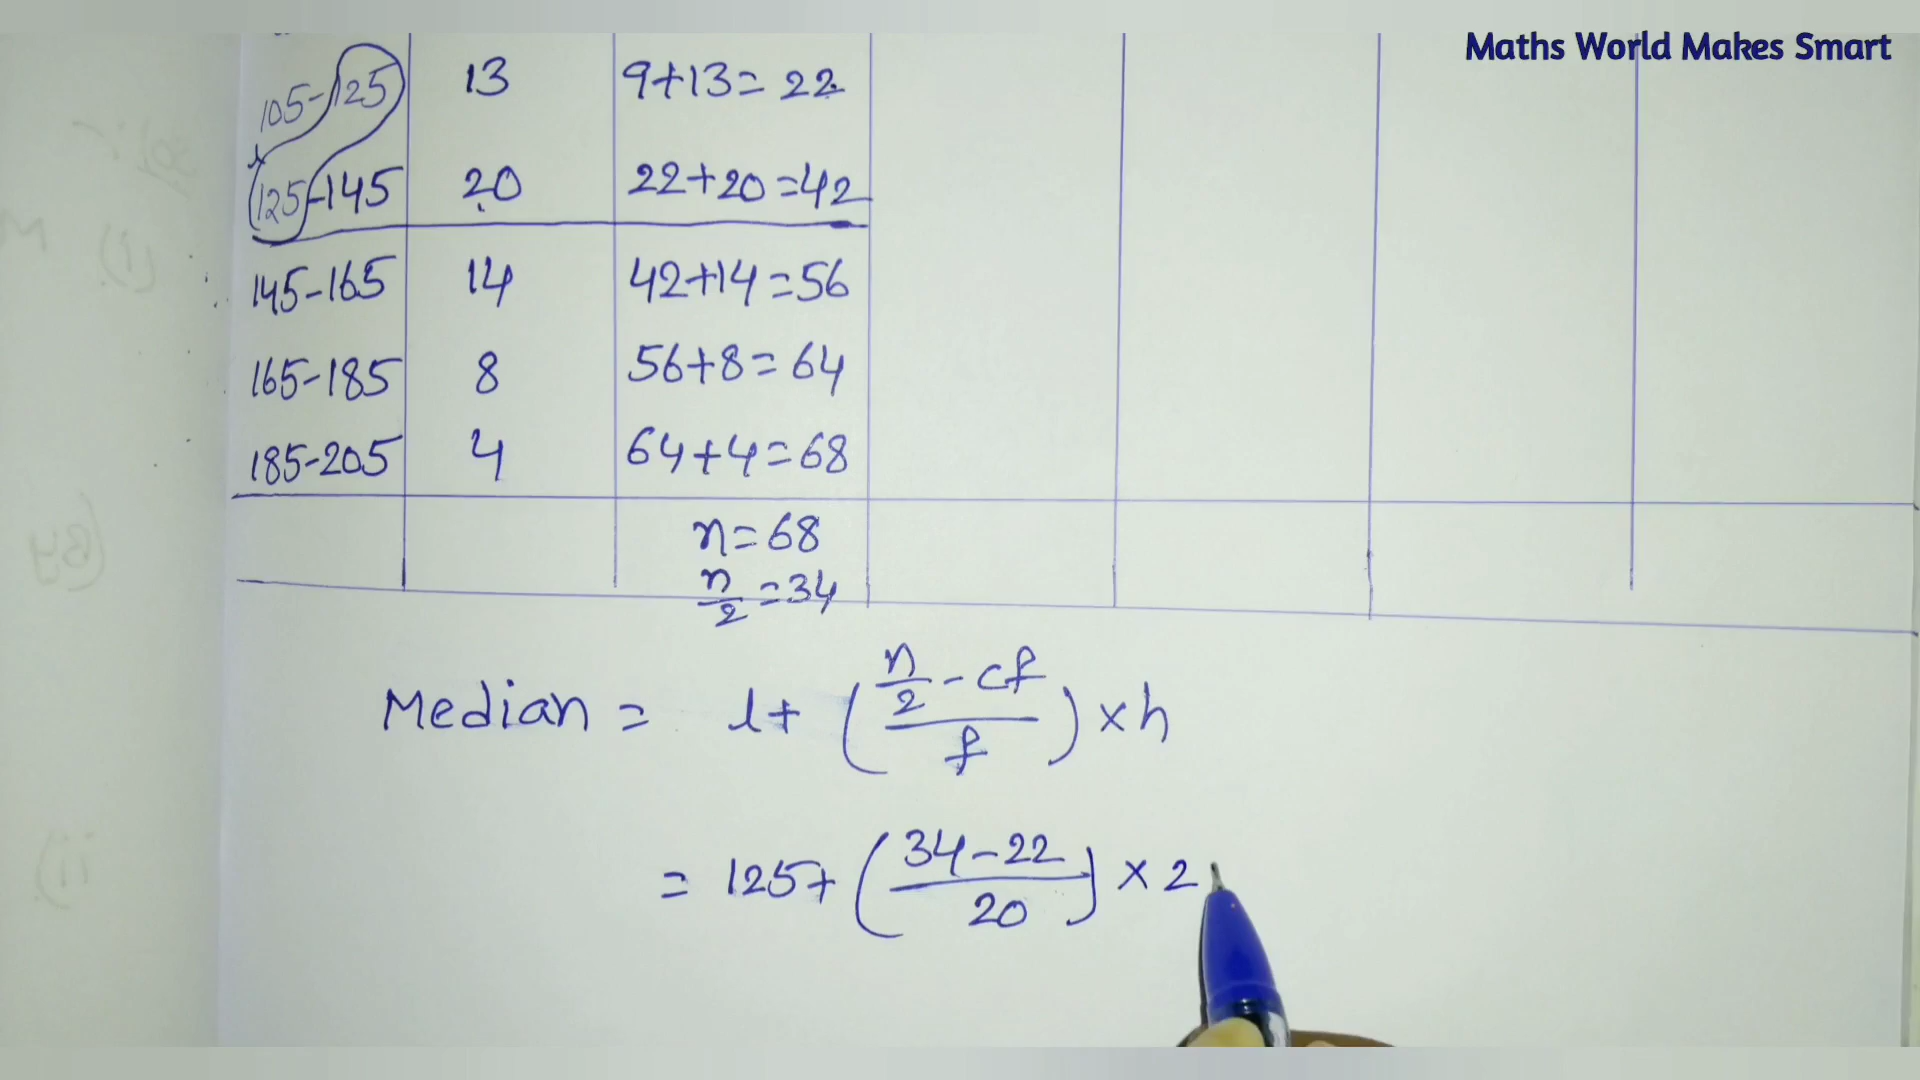 Maths World Makes Smart
105-125 13 9+13=22
l
125-145 20 22+20=42
145-165 14 42+14=56
165-185 8 56+8=64
185-205 4 64+4=68
n=68
n/2=34
Median = l+ (n/2-cf / f) ×h
= 125+ (34-22 / 20) ×2